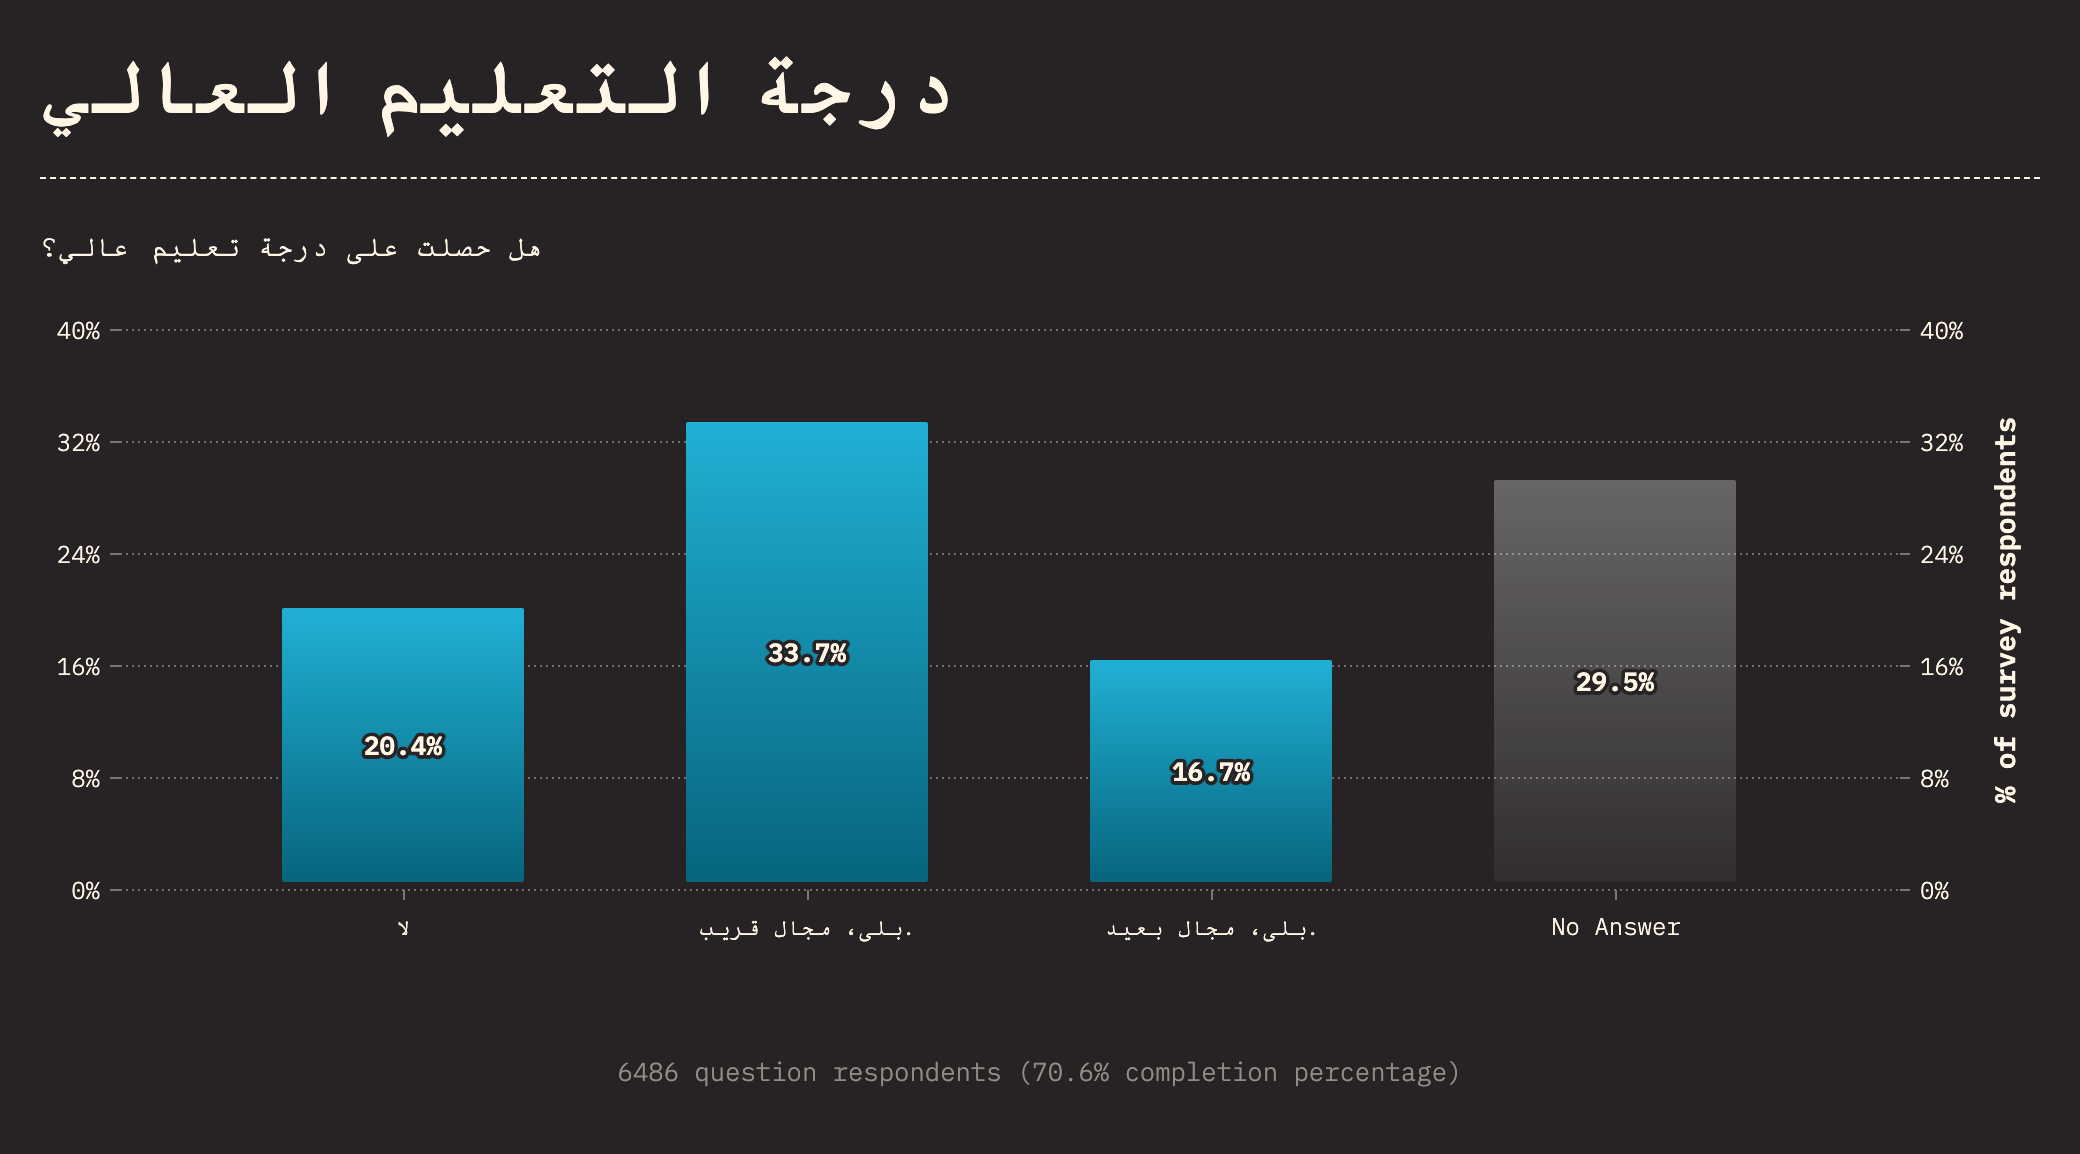 درجة التعليم العالي
هل حصلت على درجة تعليم عالي؟
40%
32%
24%
16%
8%
0%
20.4%
33.7%
16.7%
29.5%
40%
32%
24%
16%
8%
0%
% of survey respondents
لا
بلى، مجال قريب.
بلى، مجال بعيد.
No Answer
6486 question respondents (70.6% completion percentage)